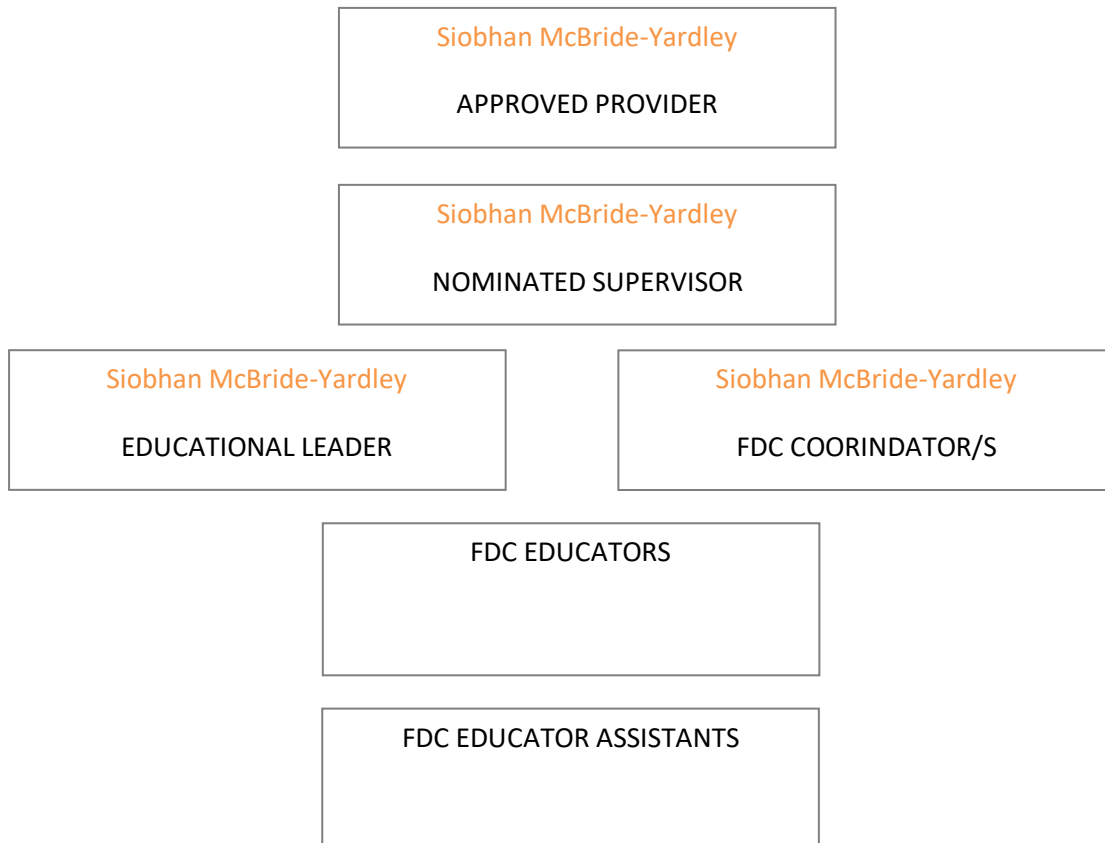 Siobhan McBride-Yardley
APPROVED PROVIDER
Siobhan McBride-Yardley
NOMINATED SUPERVISOR
Siobhan McBride-Yardley
EDUCATIONAL LEADER
Siobhan McBride-Yardley
FDC COORINDATOR/S
FDC EDUCATORS
FDC EDUCATOR ASSISTANTS